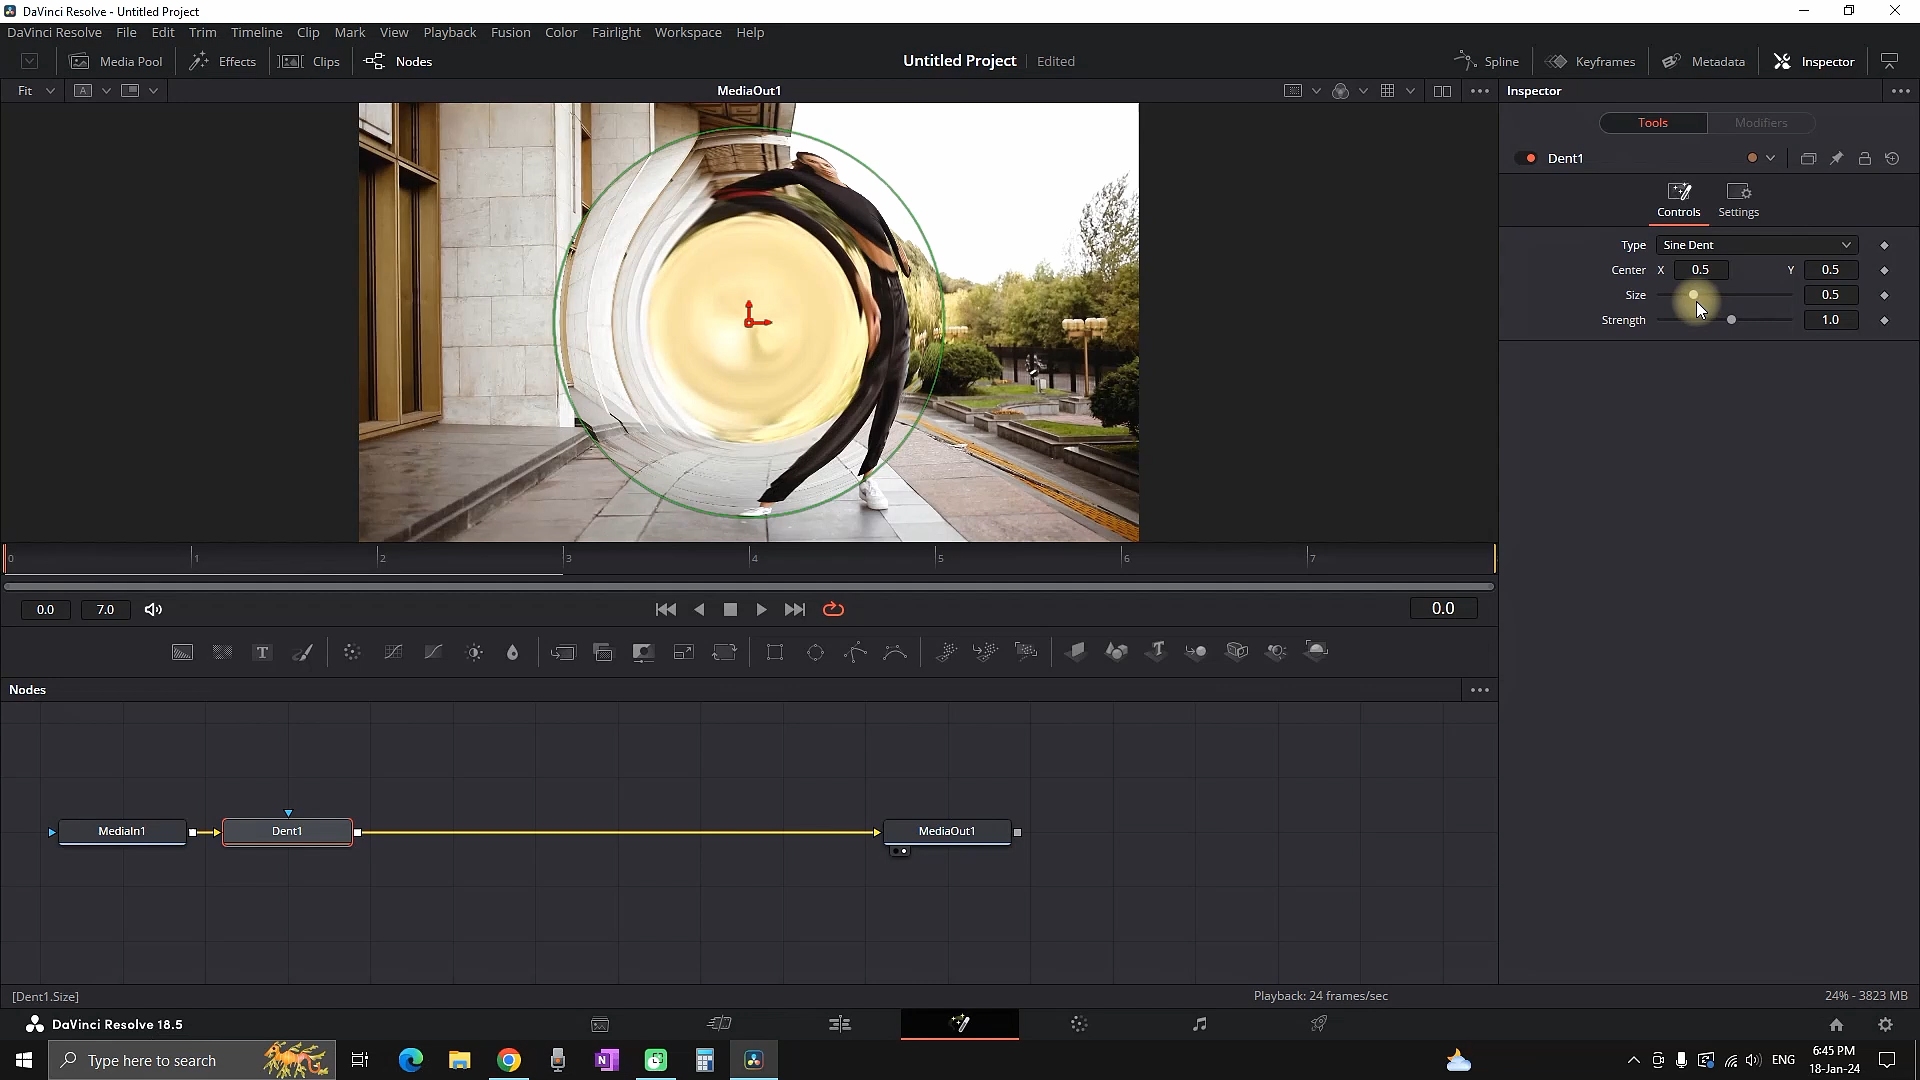 DaVinci Resolve - Untitled Project
DaVinci Resolve File Edit Trim Timeline Clip Mark View Playback Fusion Color Fairlight Workspace Help
Media Pool Effects Clips Nodes Untitled Project Edited Spline Keyframes Metadata Inspector
Fit A MediaOut1 Inspector
Tools Modifiers
Dent1
Controls Settings
Type Sine Dent
Center X 0.5 Y 0.5
Size 0.5
Strength 1.0
0 1 2 3 4 5 6 7
0.0 7.0 0.0
T T
Nodes
MediaIn1 Dent1 MediaOut1
[Dent1.Size] Playback: 24 frames/sec 24% - 3823 MB
DaVinci Resolve 18.5
Type here to search N ENG 6:45 PM
18-Jan-24